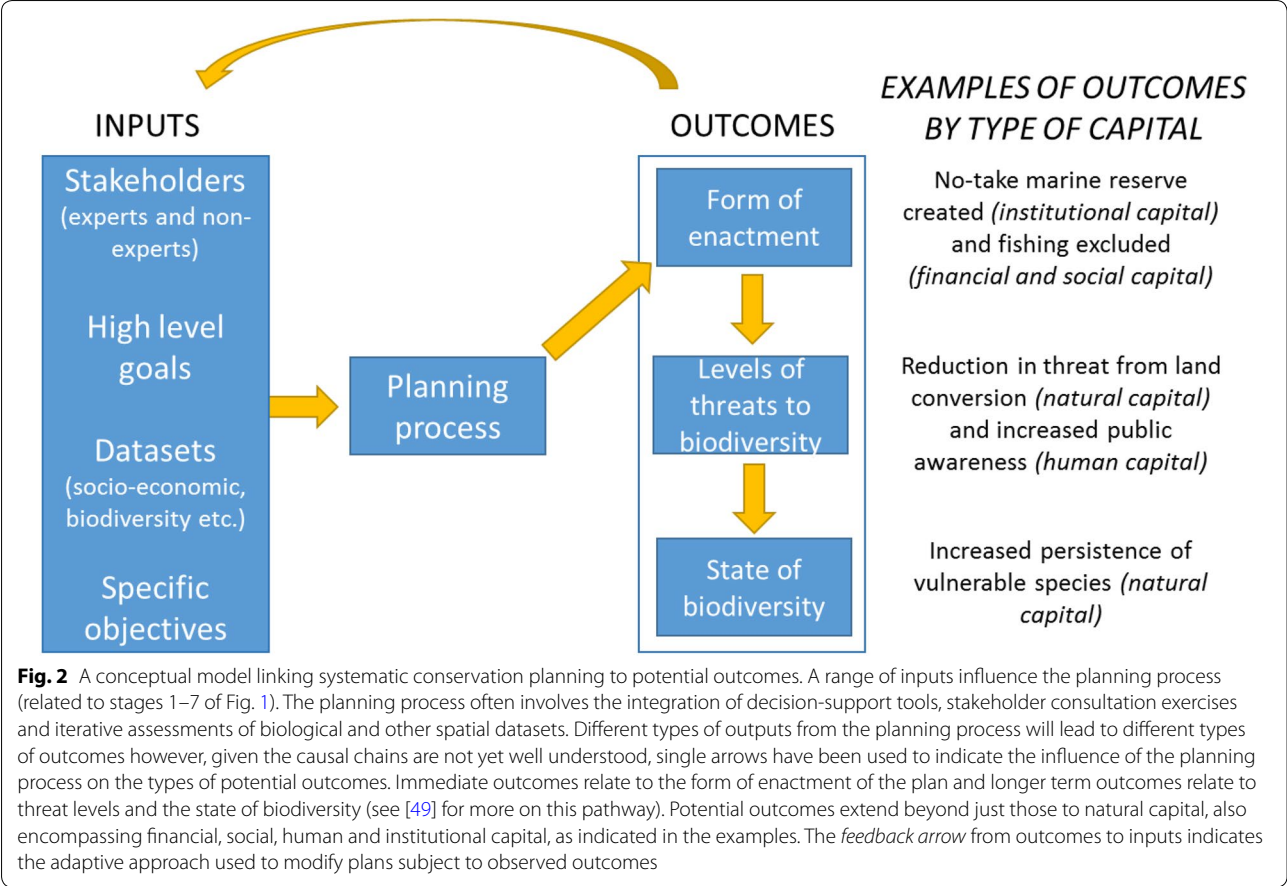 INPUTS
Stakeholders
(experts and non-
experts)
High level
goals
Datasets
(socio-economic,
biodiversity etc.)
Specific
objectives
Planning
process
OUTCOMES
Form of
enactment
Levels of
threats to
biodiversity
State of
biodiversity
EXAMPLES OF OUTCOMES
BY TYPE OF CAPITAL
No-take marine reserve
created (institutional capital)
and fishing excluded
(financial and social capital)
Reduction in threat from land
conversion (natural capital)
and increased public
awareness (human capital)
Increased persistence of
vulnerable species (natural
capital)
Fig. 2 A conceptual model linking systematic conservation planning to potential outcomes. A range of inputs influence the planning process
(related to stages 1–7 of Fig. 1). The planning process often involves the integration of decision-support tools, stakeholder consultation exercises
and iterative assessments of biological and other spatial datasets. Different types of outputs from the planning process will lead to different types
of outcomes however, given the causal chains are not yet well understood, single arrows have been used to indicate the influence of the planning
process on the types of potential outcomes. Immediate outcomes relate to the form of enactment of the plan and longer term outcomes relate to
threat levels and the state of biodiversity (see [49] for more on this pathway). Potential outcomes extend beyond just those to natural capital, also
encompassing financial, social, human and institutional capital, as indicated in the examples. The feedback arrow from outcomes to inputs indicates
the adaptive approach used to modify plans subject to observed outcomes